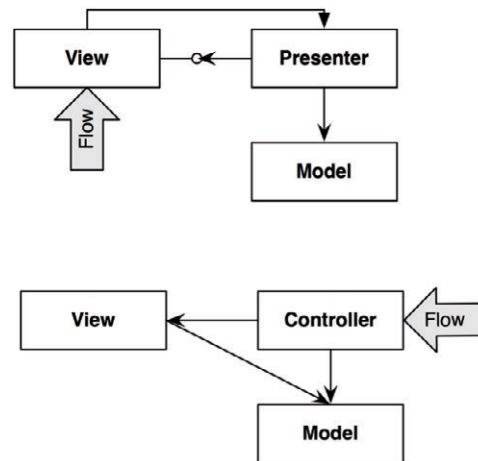 View
Presenter
Flow
Model
View
Controller
Flow
Model